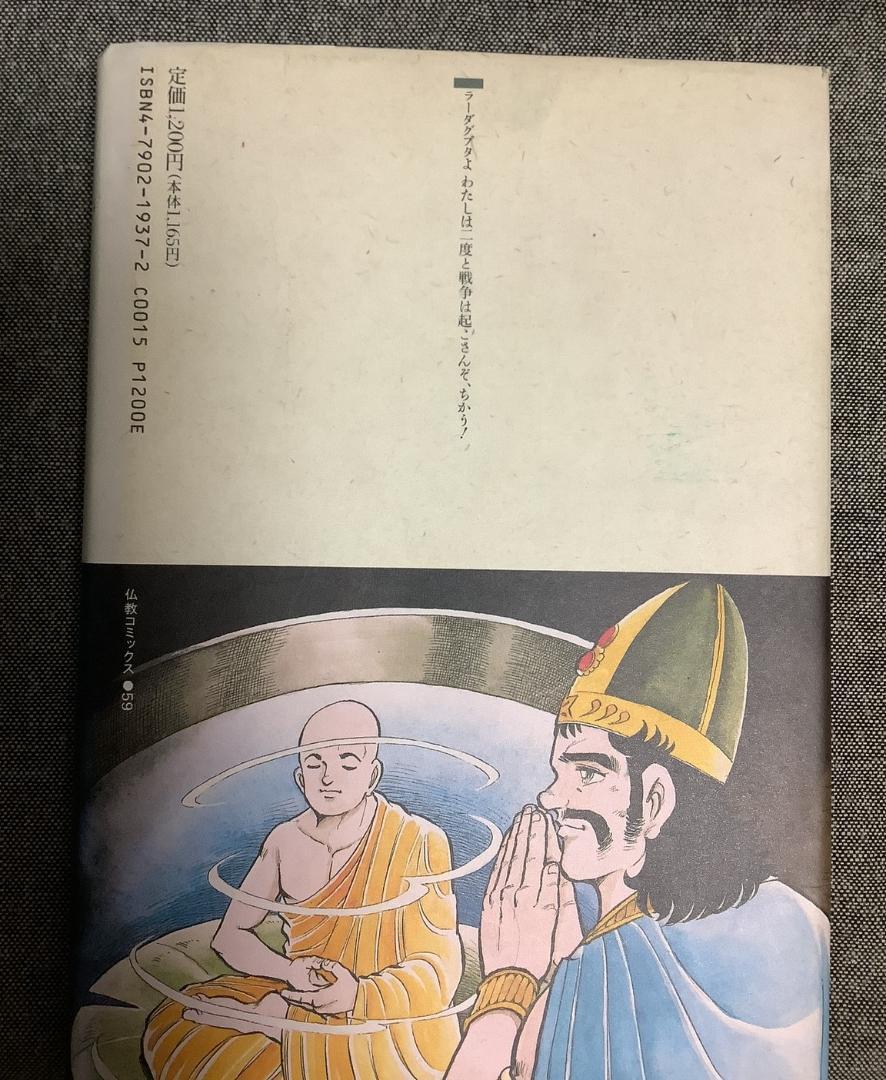 ラーダグプタよ わたしは二度と戦争は起こさんぞ、ちかう！
定価1,200円(本体1,165円)
ISBN4-7902-1937-2 C0015 P1200E
仏教コミックス●59